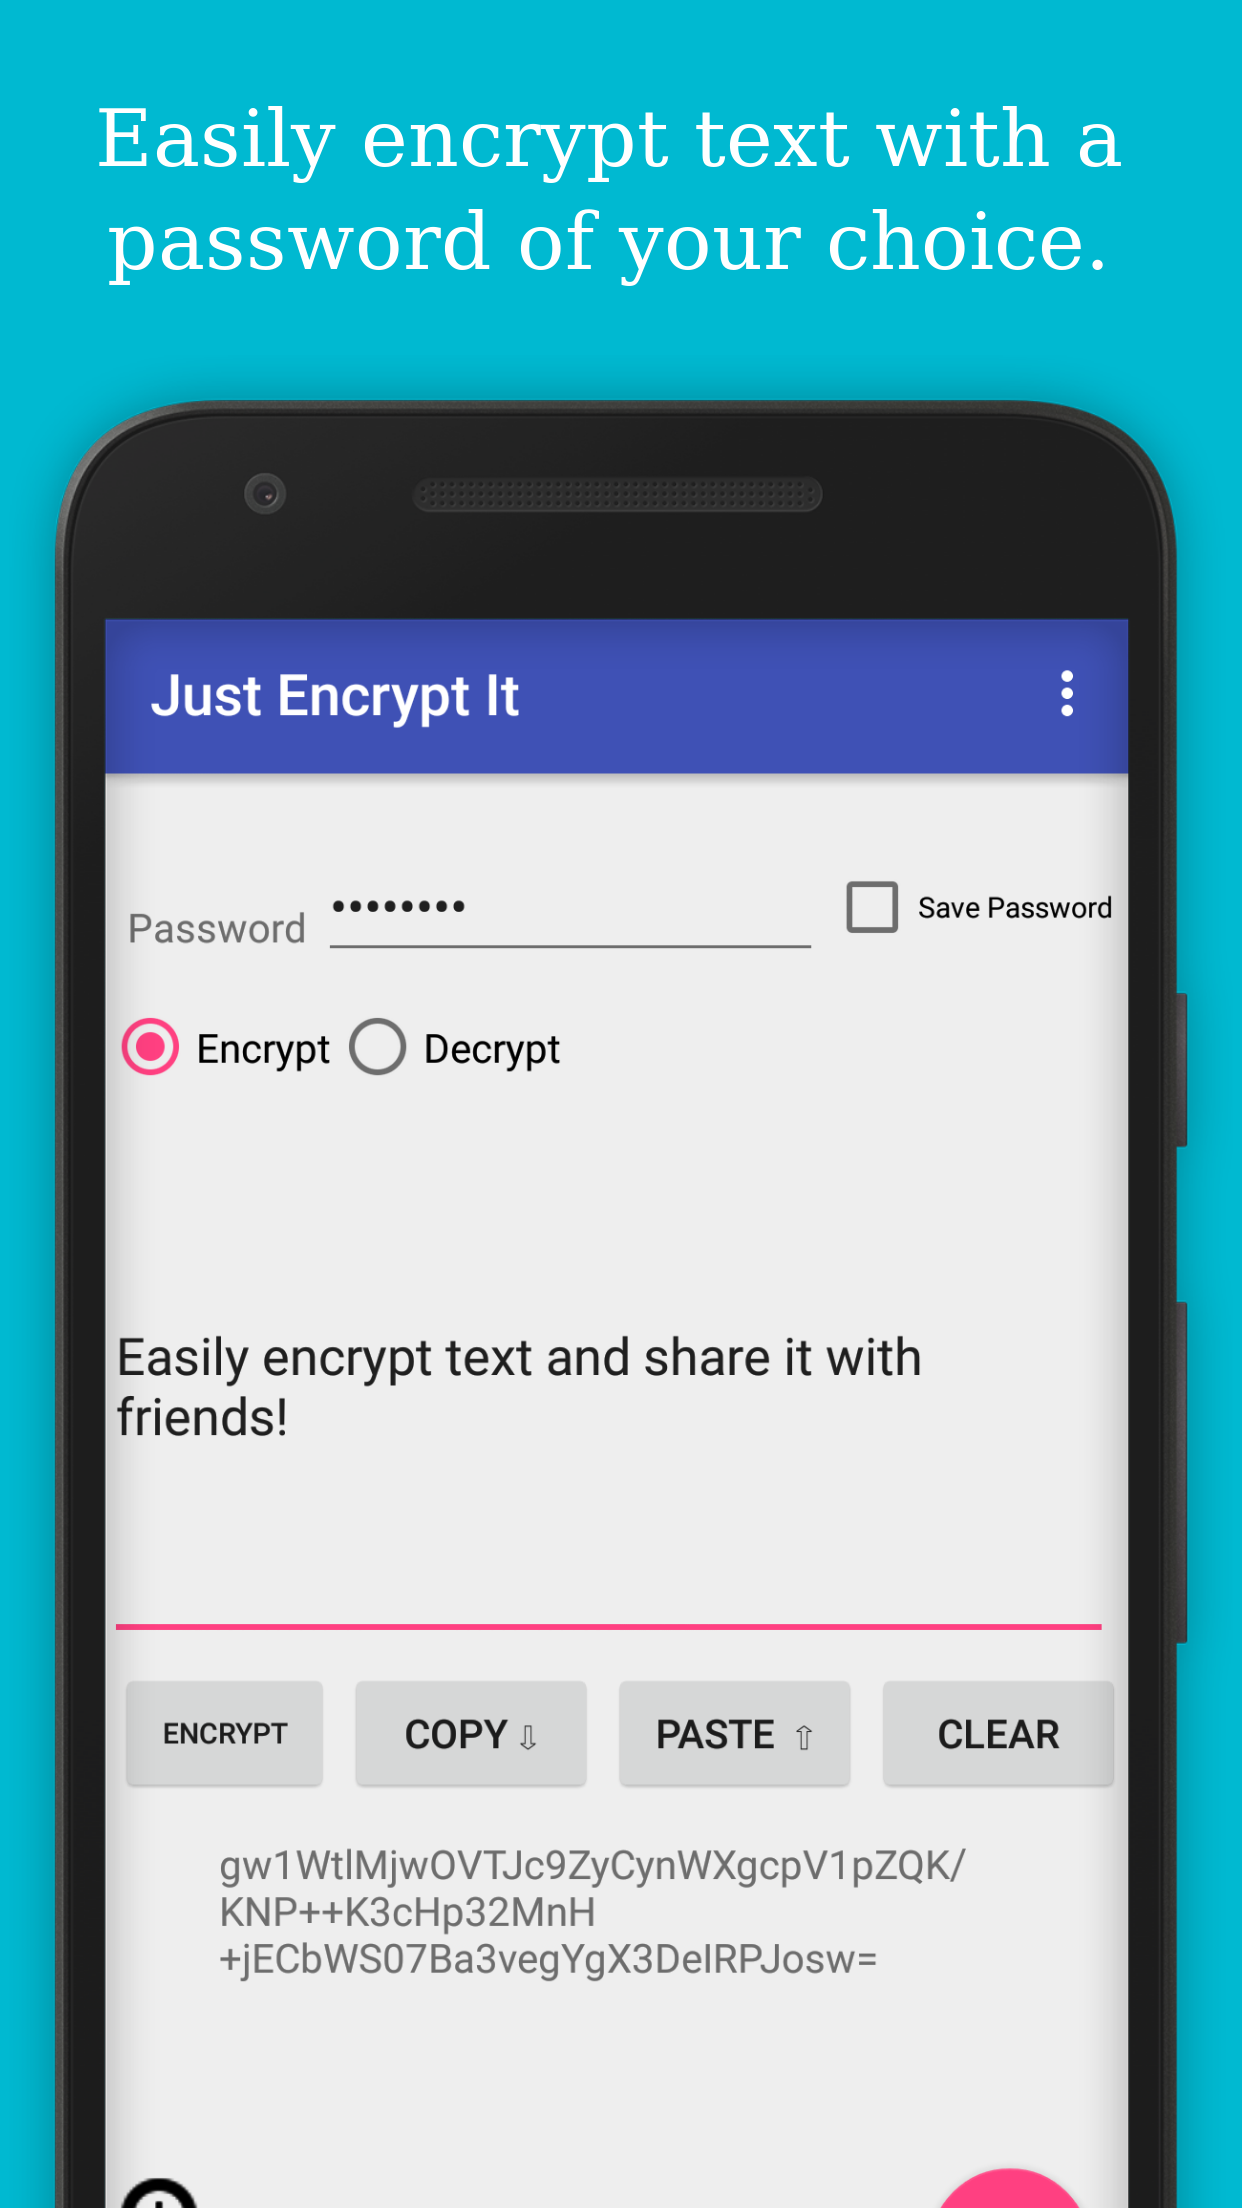 Easily encrypt text with a
password of your choice.
Just Encrypt It
Password
••••••••
Save Password
Encrypt
Decrypt
Easily encrypt text and share it with
friends!
ENCRYPT
COPY ⇩
PASTE ⇧
CLEAR
gw1WtlMjwOVTJc9ZyCynWXgcpV1pZQK/
KNP++K3cHp32MnH
+jECbWS07Ba3vegYgX3DeIRPJosw=